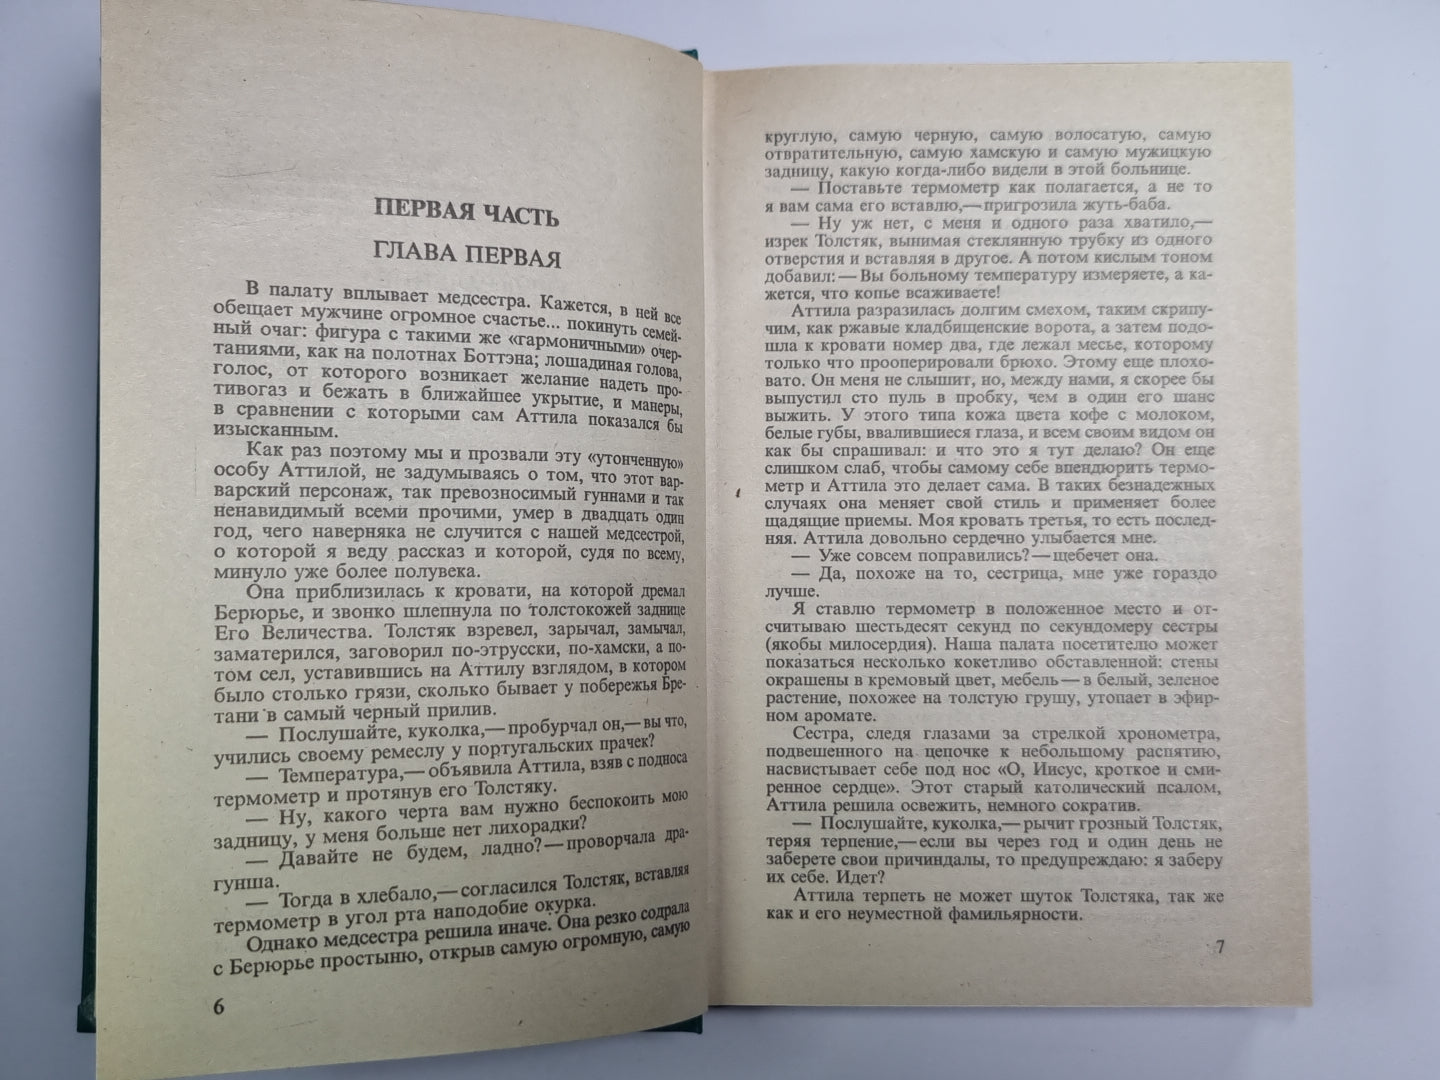 ПЕРВАЯ ЧАСТЬ
ГЛАВА ПЕРВАЯ
В палату вплывает медсестра. Кажется, в ней все
обещает мужчине огромное счастье... покинуть семей-
ный очаг: фигура с такими же «гармоничными» очер-
таниями, как на полотнах Боттэна; лошадиная голова,
голос, от которого возникает желание надеть про-
тивогаз и бежать в ближайшее укрытие, и манеры,
в сравнении с которыми сам Аттила показался бы
изысканным.
Как раз поэтому мы и прозвали эту «утонченную»
особу Аттилой, не задумываясь о том, что этот вар-
варский персонаж, так превозносимый гуннами и так
ненавидимый всеми прочими, умер в двадцать один
год, чего наверняка не случится с нашей медсестрой,
о которой я веду рассказ и которой, судя по всему,
минуло уже более полувека.
Она приблизилась к кровати, на которой дремал
Берюрье, и звонко шлепнула по толстокожей заднице
Его Величества. Толстяк взревел, зарычал, замычал,
заматерился, заговорил по-этрусски, по-хамски, а по-
том сел, уставившись на Аттилу взглядом, в котором
было столько грязи, сколько бывает у побережья Бре-
тани в самый черный прилив.
— Послушайте, куколка,— пробурчал он,— вы что,
учились своему ремеслу у португальских прачек?
— Температура,— объявила Аттила, взяв с подноса
термометр и протянув его Толстяку.
— Ну, какого черта вам нужно беспокоить мою
задницу, у меня больше нет лихорадки?
— Давайте не будем, ладно? — проворчала дра-
гунша.
— Тогда в хлебало,— согласился Толстяк, вставляя
термометр в угол рта наподобие окурка.
Однако медсестра решила иначе. Она резко содрала
с Берюрье простыню, открыв самую огромную, самую
6
круглую, самую черную, самую волосатую, самую
отвратительную, самую хамскую и самую мужицкую
задницу, какую когда-либо видели в этой больнице.
— Поставьте термометр как полагается, а не то
я вам сама его вставлю,— пригрозила жуть-баба.
— Ну уж нет, с меня и одного раза хватило,—
изрек Толстяк, вынимая стеклянную трубку из одного
отверстия и вставляя в другое. А потом кислым тоном
добавил: — Вы больному температуру измеряете, а ка-
жется, что копье всаживаете!
Аттила разразилась долгим смехом, таким скрипу-
чим, как ржавые кладбищенские ворота, а затем подо-
шла к кровати номер два, где лежал месье, которому
только что прооперировали брюхо. Этому еще плохо-
вато. Он меня не слышит, но, между нами, я скорее бы
выпустил сто пуль в пробку, чем в один его шанс
выжить. У этого типа кожа цвета кофе с молоком,
белые губы, ввалившиеся глаза, и всем своим видом он
как бы спрашивал: и что это я тут делаю? Он еще
слишком слаб, чтобы самому себе впендюрить термо-
метр и Аттила это делает сама. В таких безнадежных
случаях она меняет свой стиль и применяет более
щадящие приемы. Моя кровать третья, то есть послед-
няя. Аттила довольно сердечно улыбается мне.
— Уже совсем поправились? — щебечет она.
— Да, похоже на то, сестрица, мне уже гораздо
лучше.
Я ставлю термометр в положенное место и от-
считываю шестьдесят секунд по секундомеру сестры
(якобы милосердия). Наша палата посетителю может
показаться несколько кокетливо обставленной: стены
окрашены в кремовый цвет, мебель — в белый, зеленое
растение, похожее на толстую грушу, утопает в эфир-
ном аромате.
Сестра, следя глазами за стрелкой хронометра,
подвешенного на цепочке к небольшому распятию,
насвистывает себе под нос «О, Иисус, кроткое и сми-
ренное сердце». Этот старый католический псалом,
Аттила решила освежить, немного сократив.
— Послушайте, куколка,— рычит грозный Толстяк,
теряя терпение,— если вы через год и один день не
заберете свои причиндалы, то предупреждаю: я заберу
их себе. Идет?
Аттила терпеть не может шуток Толстяка, так же
как и его неуместной фамильярности.
7